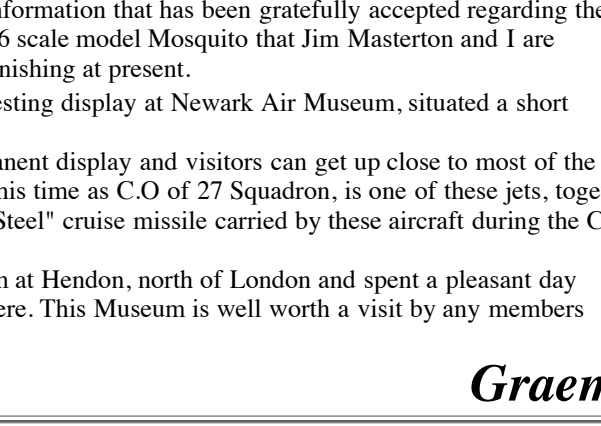 nformation that has been gratefully accepted regarding the
6 scale model Mosquito that Jim Masterton and I are
nishing at present.
esting display at Newark Air Museum, situated a short
anent display and visitors can get up close to most of the
his time as C.O of 27 Squadron, is one of these jets, toge
Steel" cruise missile carried by these aircraft during the C
n at Hendon, north of London and spent a pleasant day
ere. This Museum is well worth a visit by any members
Graem